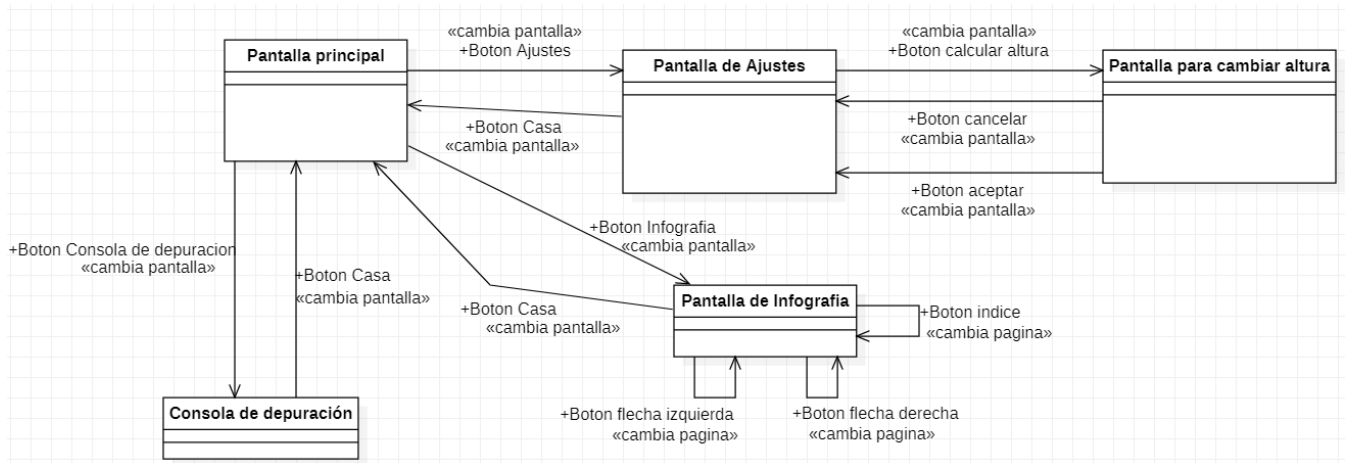 «cambia pantalla»
+Boton Ajustes
«cambia pantalla»
+Boton calcular altura
Pantalla principal
Pantalla de Ajustes
Pantalla para cambiar altura
+Boton Casa
«cambia pantalla»
+Boton cancelar
«cambia pantalla»
+Boton aceptar
«cambia pantalla»
+Boton Infografia
«cambia pantalla»
+Boton Consola de depuracion
«cambia pantalla»
+Boton Casa
«cambia pantalla»
+Boton Casa
«cambia pantalla»
Pantalla de Infografia
+Boton indice
«cambia pagina»
Consola de depuración
+Boton flecha izquierda
«cambia pagina»
+Boton flecha derecha
«cambia pagina»